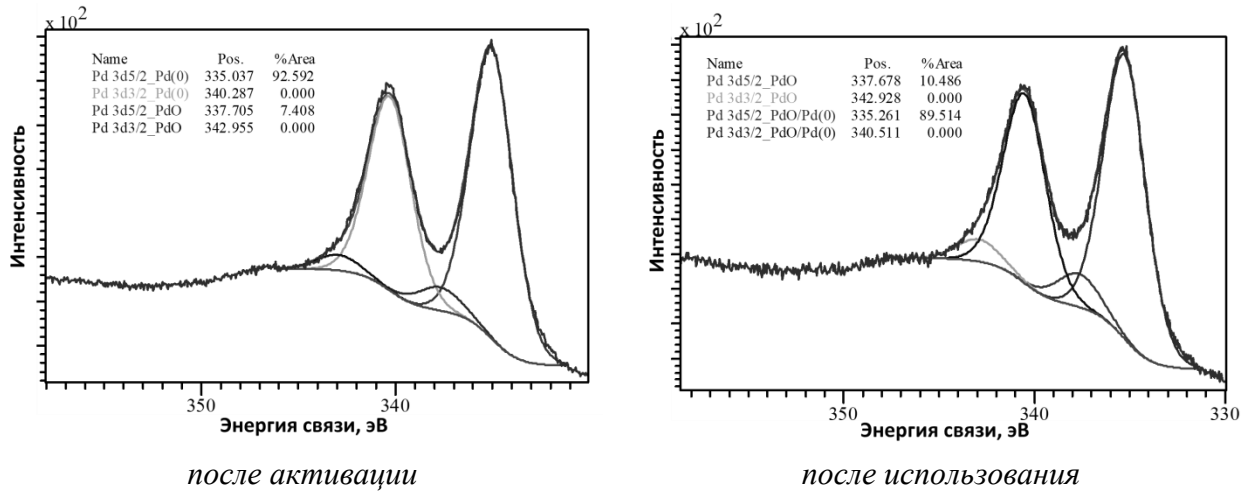 x 10²
Name Pos. %Area
Pd 3d5/2_Pd(0) 335.037 92.592
Pd 3d3/2_Pd(0) 340.287 0.000
Pd 3d5/2_PdO 337.705 7.408
Pd 3d3/2_PdO 342.955 0.000
Интенсивность
350 340
Энергия связи, эВ
после активации
x 10²
Name Pos. %Area
Pd 3d5/2_PdO 337.678 10.486
Pd 3d3/2_PdO 342.928 0.000
Pd 3d5/2_PdO/Pd(0) 335.261 89.514
Pd 3d3/2_PdO/Pd(0) 340.511 0.000
Интенсивность
350 340 330
Энергия связи, эВ
после использования